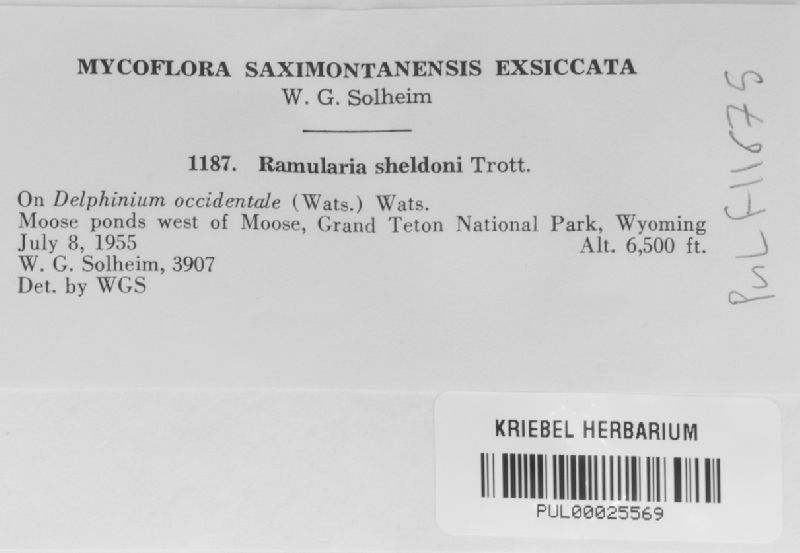 MYCOFLORA SAXIMONTANENSIS EXSICCATA
W. G. Solheim
1187. Ramularia sheldoni Trott.
On Delphinium occidentale (Wats.) Wats.
Moose ponds west of Moose, Grand Teton National Park, Wyoming
July 8, 1955 Alt. 6,500 ft.
W. G. Solheim, 3907
Det. by WGS
PUL F11675
KRIEBEL HERBARIUM
PUL00025569